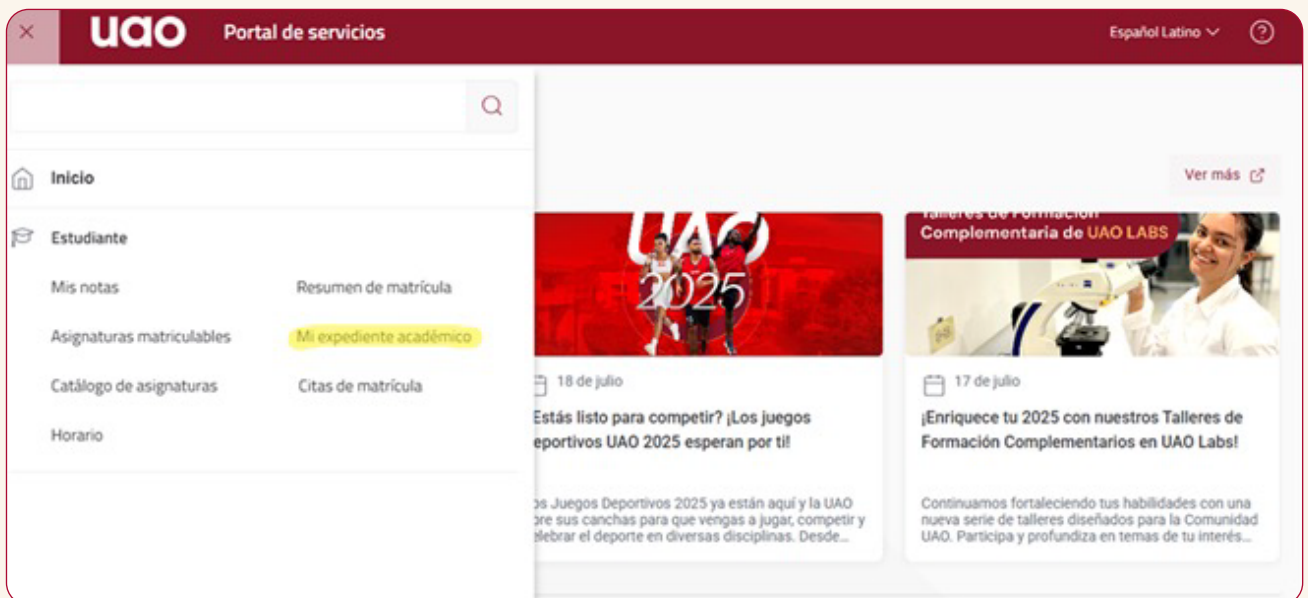 uao
Portal de servicios
Español Latino
?
Inicio
Estudiante
Mis notas
Resumen de matrícula
Asignaturas matriculables
Mi expediente académico
Catálogo de asignaturas
Citas de matrícula
Horario
Ver más
UAO
2025
18 de julio
Estás listo para competir? ¡Los juegos
eportivos UAO 2025 esperan por ti!
os Juegos Deportivos 2025 ya están aquí y la UAO
bre sus canchas para que vengas a jugar, competir y
elebrar el deporte en diversas disciplinas. Desde...
Talleres de Formación
Complementaria de UAO LABS
17 de julio
¡Enriquece tu 2025 con nuestros Talleres de
Formación Complementarios en UAO Labs!
Continuamos fortaleciendo tus habilidades con una
nueva serie de talleres diseñados para la Comunidad
UAO. Participa y profundiza en temas de tu interés...